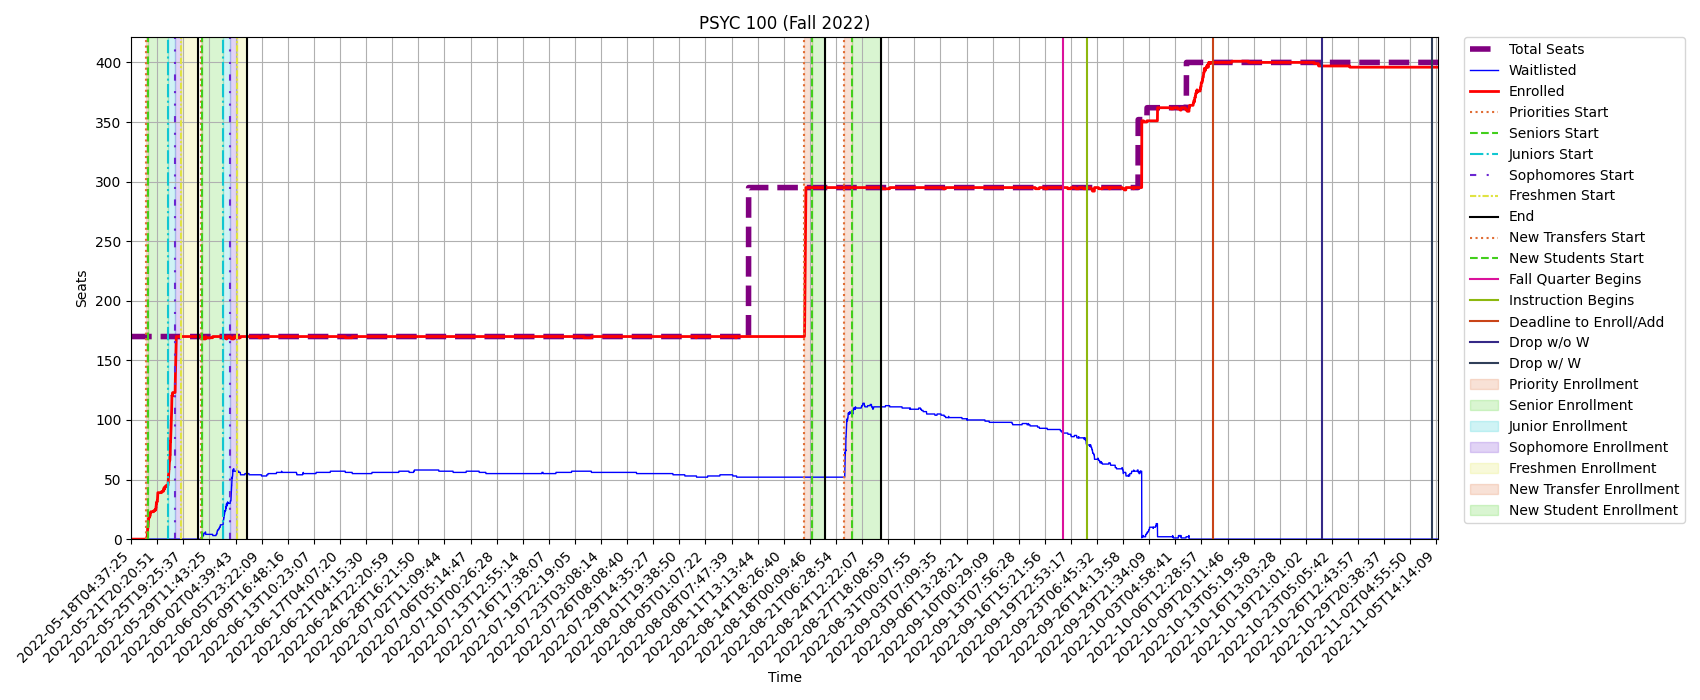 PSYC 100 (Fall 2022)
Seats
400
350
300
250
200
150
100
50
0
2022-05-18T04:37:25
2022-05-21T20:20:51
2022-05-25T19:25:37
2022-05-29T11:43:25
2022-06-02T04:39:43
2022-06-05T23:22:09
2022-06-09T16:48:16
2022-06-13T10:23:07
2022-06-17T04:07:20
2022-06-21T04:15:30
2022-06-24T22:20:59
2022-06-28T16:21:50
2022-07-02T11:09:44
2022-07-06T05:14:47
2022-07-10T00:26:28
2022-07-13T12:55:14
2022-07-16T17:38:07
2022-07-19T22:19:05
2022-07-23T03:08:14
2022-07-26T08:08:40
2022-07-29T14:35:27
2022-08-01T19:38:50
2022-08-05T01:07:22
2022-08-08T07:47:39
2022-08-11T13:13:44
2022-08-14T18:26:40
2022-08-18T00:09:46
2022-08-21T06:28:54
2022-08-24T12:22:07
2022-08-27T18:08:59
2022-08-31T00:07:55
2022-09-03T07:09:35
2022-09-06T13:28:21
2022-09-10T00:29:09
2022-09-13T07:56:28
2022-09-16T15:21:56
2022-09-19T22:53:17
2022-09-23T06:45:32
2022-09-26T14:13:58
2022-09-29T21:34:09
2022-10-03T04:58:41
2022-10-06T12:28:57
2022-10-09T20:11:46
2022-10-13T05:19:58
2022-10-16T13:03:28
2022-10-19T21:01:02
2022-10-23T05:05:42
2022-10-26T12:43:57
2022-10-29T20:38:37
2022-11-02T04:55:50
2022-11-05T14:14:09
Time
Total Seats
Waitlisted
Enrolled
Priorities Start
Seniors Start
Juniors Start
Sophomores Start
Freshmen Start
End
New Transfers Start
New Students Start
Fall Quarter Begins
Instruction Begins
Deadline to Enroll/Add
Drop w/o W
Drop w/ W
Priority Enrollment
Senior Enrollment
Junior Enrollment
Sophomore Enrollment
Freshmen Enrollment
New Transfer Enrollment
New Student Enrollment